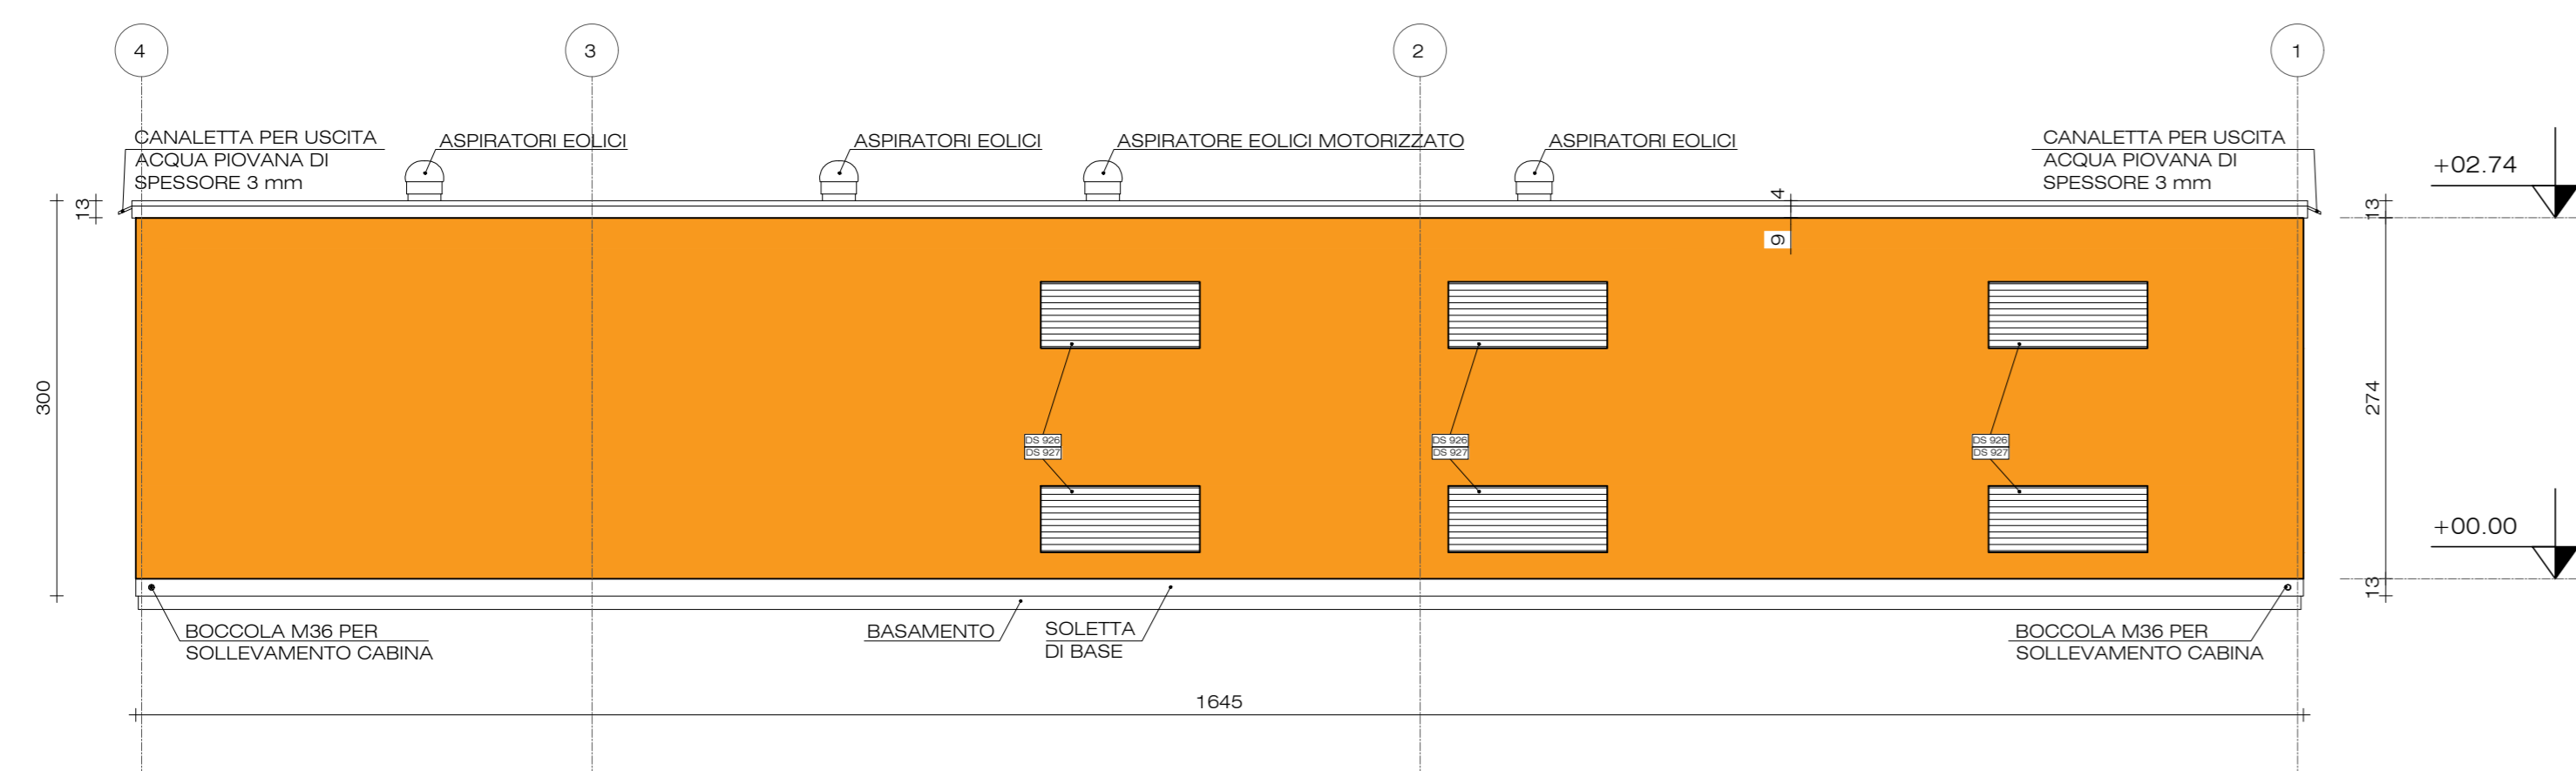 4
3
2
1
CANALETTA PER USCITA
ACQUA PIOVANA DI
SPESSORE 3 mm
ASPIRATORI EOLICI
ASPIRATORI EOLICI
ASPIRATORE EOLICI MOTORIZZATO
ASPIRATORI EOLICI
CANALETTA PER USCITA
ACQUA PIOVANA DI
SPESSORE 3 mm
+02.74
13
4
13
9
300
274
DS 926
DS 927
DS 926
DS 927
DS 926
DS 927
+00.00
13
BOCCOLA M36 PER
SOLLEVAMENTO CABINA
BASAMENTO
SOLETTA
DI BASE
BOCCOLA M36 PER
SOLLEVAMENTO CABINA
1645